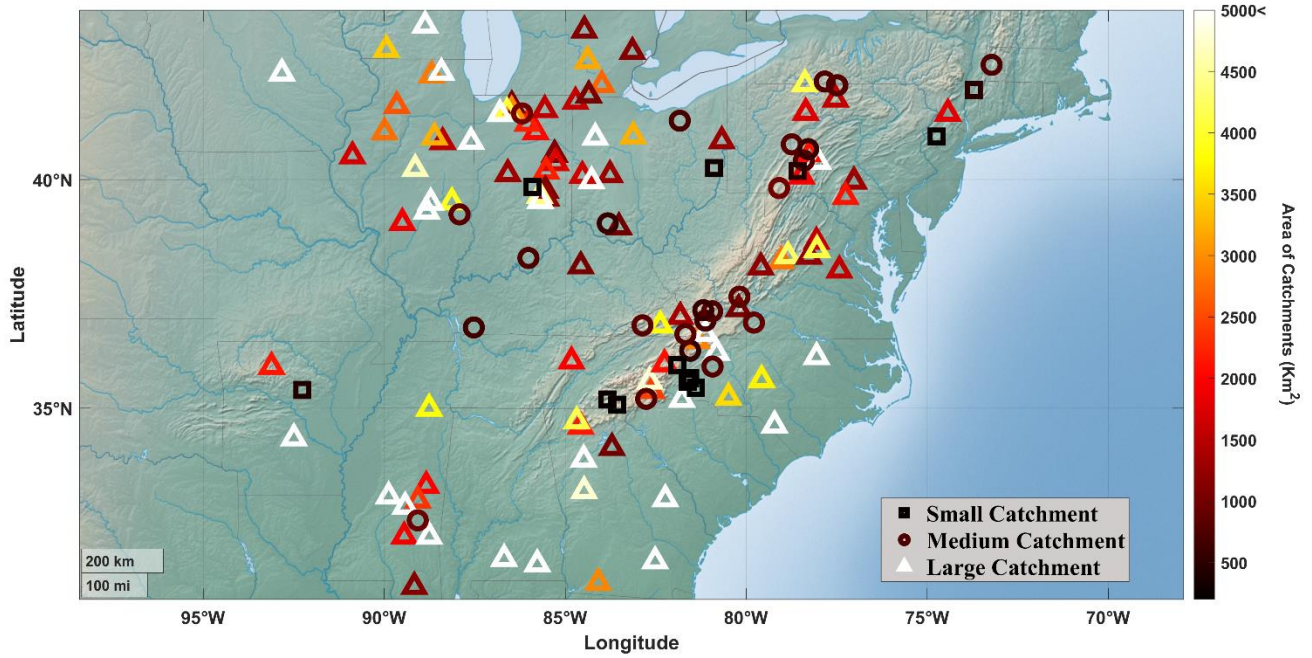 40°N
35°N
Latitude
95°W
90°W
85°W
80°W
75°W
70°W
Longitude
200 km
100 mi
Small Catchment
Medium Catchment
Large Catchment
5000<
4500
4000
3500
3000
2500
2000
1500
1000
500
Area of Catchments (Km²)